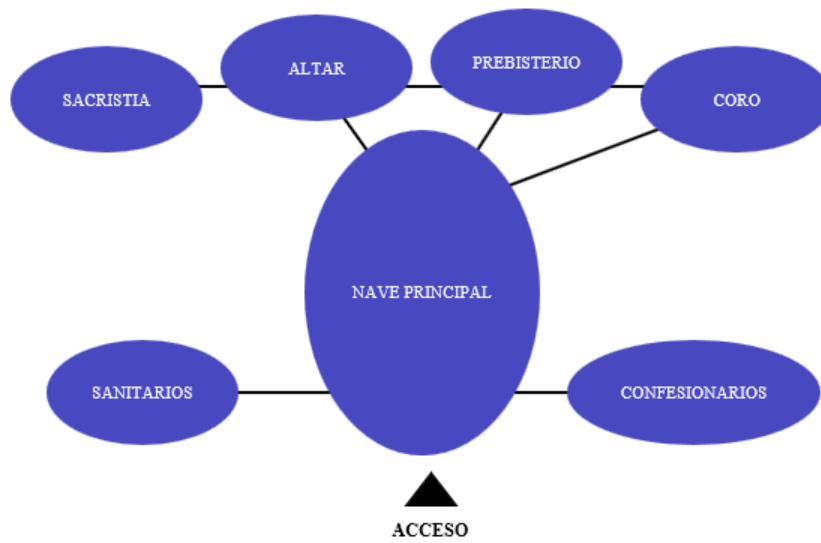 SACRISTIA
ALTAR
PREBISTERIO
CORO
NAVE PRINCIPAL
SANITARIOS
CONFESIONARIOS
ACCESO